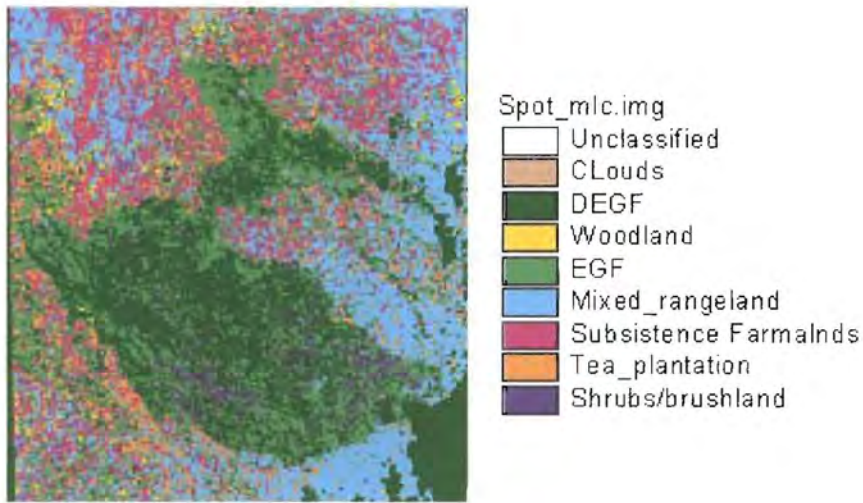 Spot_mlc.img
Unclassified
CLouds
DEGF
Woodland
EGF
Mixed_rangeland
Subsistence Farmalnds
Tea_plantation
Shrubs/brushland